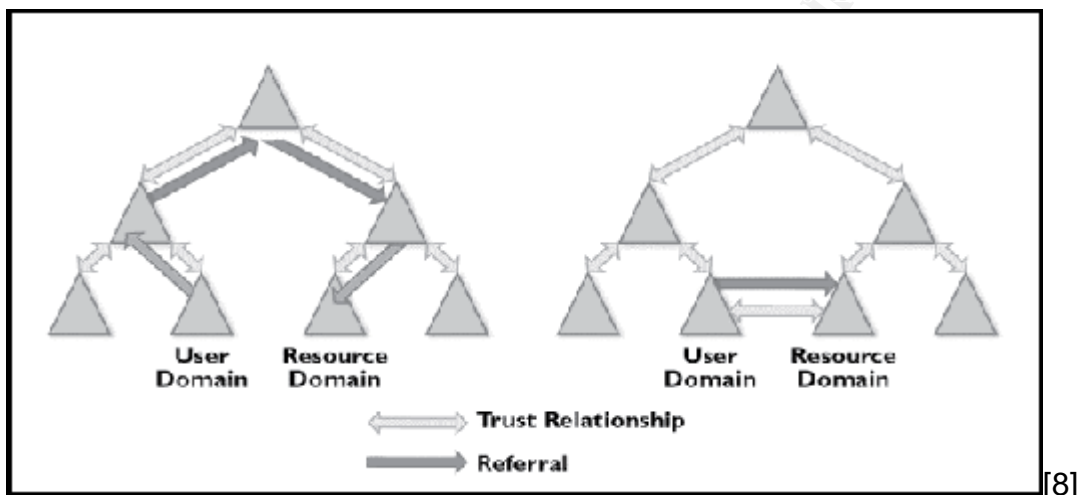 User Domain
Resource Domain
User Domain
Resource Domain
Trust Relationship
Referral
[8]